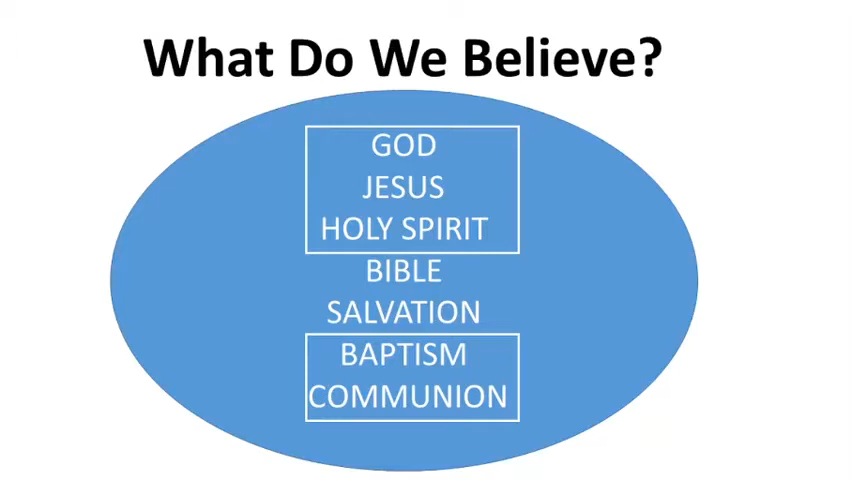 What Do We Believe?
GOD
JESUS
HOLY SPIRIT
BIBLE
SALVATION
BAPTISM
COMMUNION